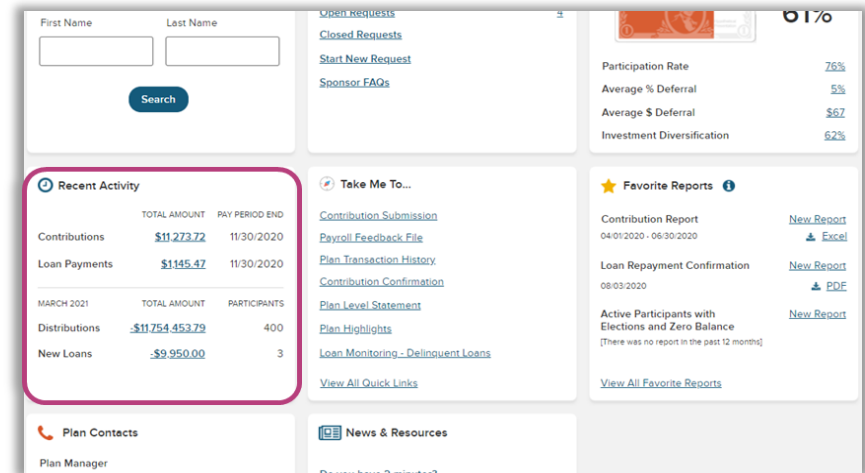 First Name Last Name
Search
Open Requests 4
Closed Requests
Start New Request
Sponsor FAQs
61%
Participation Rate 76%
Average % Deferral 5%
Average $ Deferral $67
Investment Diversification 62%
Recent Activity
TOTAL AMOUNT PAY PERIOD END
Contributions $11,273.72 11/30/2020
Loan Payments $1,145.47 11/30/2020
MARCH 2021 TOTAL AMOUNT PARTICIPANTS
Distributions -$11,754,453.79 400
New Loans -$9,950.00 3
Take Me To...
Contribution Submission
Payroll Feedback File
Plan Transaction History
Contribution Confirmation
Plan Level Statement
Plan Highlights
Loan Monitoring - Delinquent Loans
View All Quick Links
Favorite Reports
Contribution Report New Report
04/01/2020 - 06/30/2020 Excel
Loan Repayment Confirmation New Report
08/03/2020 PDF
Active Participants with New Report
Elections and Zero Balance
[There was no report in the past 12 months]
View All Favorite Reports
Plan Contacts
Plan Manager
News & Resources
Do you have 2 minutes?